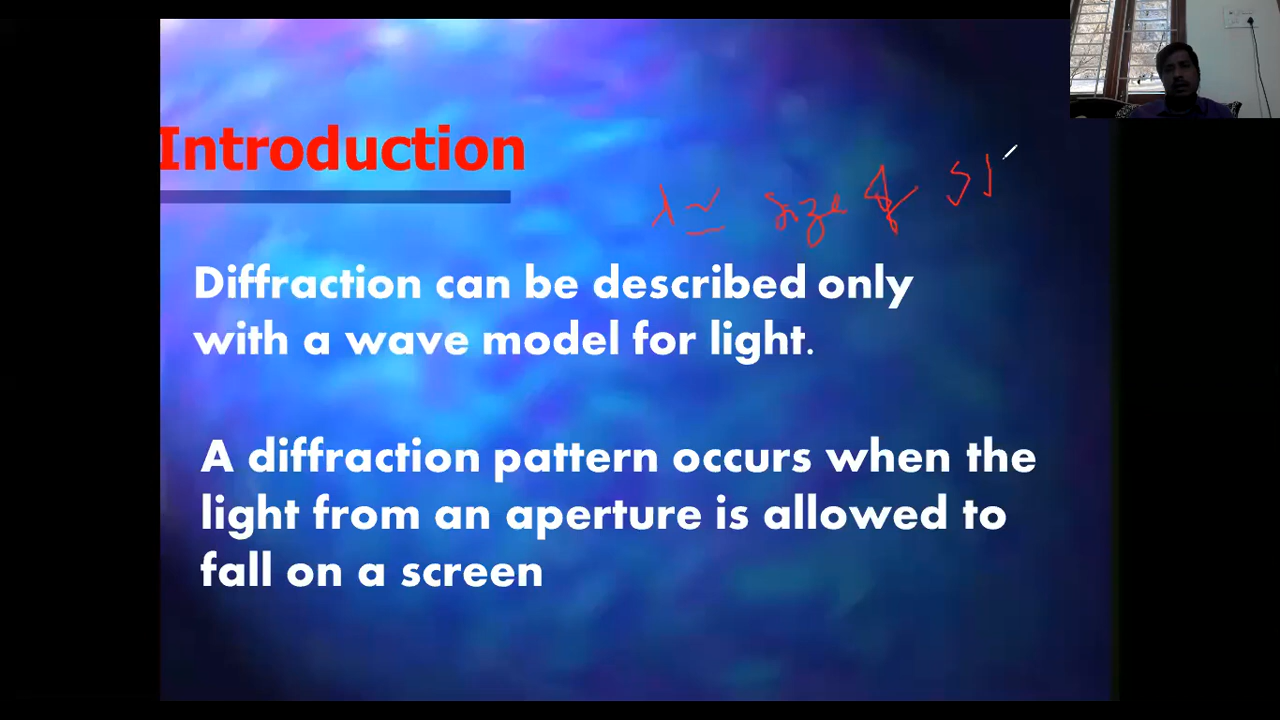 Introduction
λ ≃ size of Sl
Diffraction can be described only
with a wave model for light.
A diffraction pattern occurs when the
light from an aperture is allowed to
fall on a screen